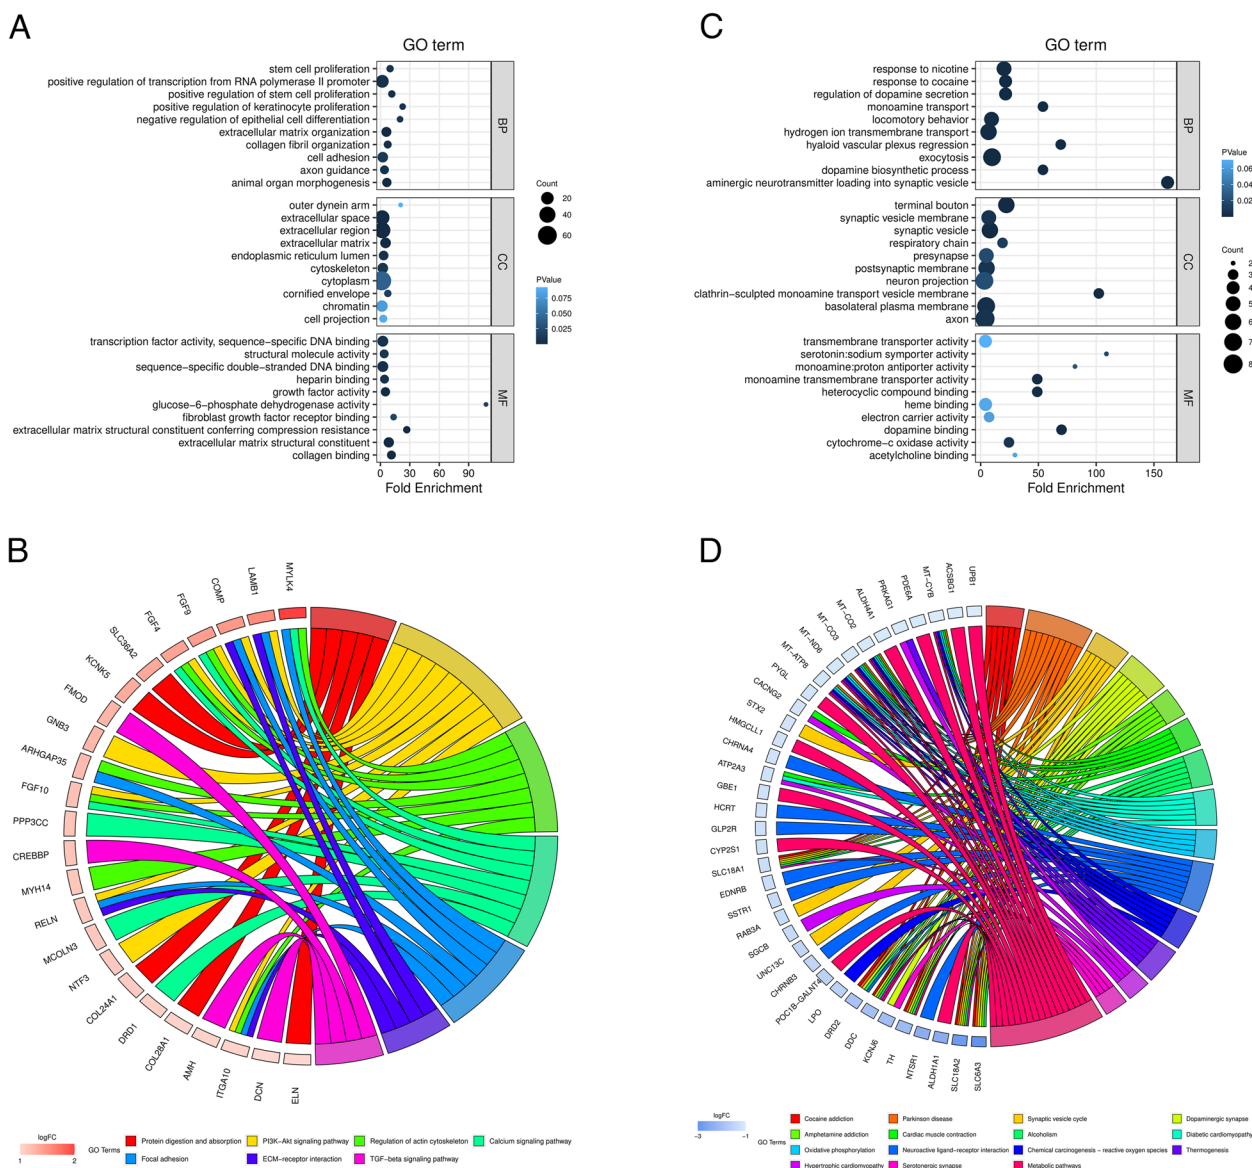 A
GO term
stem cell proliferation
positive regulation of transcription from RNA polymerase II promoter
positive regulation of stem cell proliferation
positive regulation of keratinocyte proliferation
negative regulation of epithelial cell differentiation
extracellular matrix organization
collagen fibril organization
cell adhesion
axon guidance
animal organ morphogenesis
BP
outer dynein arm
extracellular space
extracellular region
extracellular matrix
endoplasmic reticulum lumen
cytoskeleton
cytoplasm
cornified envelope
chromatin
cell projection
CC
transcription factor activity, sequence−specific DNA binding
structural molecule activity
sequence−specific double−stranded DNA binding
heparin binding
growth factor activity
glucose−6−phosphate dehydrogenase activity
fibroblast growth factor receptor binding
extracellular matrix structural constituent conferring compression resistance
extracellular matrix structural constituent
collagen binding
MF
0 30 60 90
Fold Enrichment
Count
20
40
60
PValue
0.075
0.050
0.025
C
GO term
response to nicotine
response to cocaine
regulation of dopamine secretion
monoamine transport
locomotory behavior
hydrogen ion transmembrane transport
hyaloid vascular plexus regression
exocytosis
dopamine biosynthetic process
aminergic neurotransmitter loading into synaptic vesicle
BP
terminal bouton
synaptic vesicle membrane
synaptic vesicle
respiratory chain
presynapse
postsynaptic membrane
neuron projection
clathrin−sculpted monoamine transport vesicle membrane
basolateral plasma membrane
axon
CC
transmembrane transporter activity
serotonin:sodium symporter activity
monoamine:proton antiporter activity
monoamine transmembrane transporter activity
heterocyclic compound binding
heme binding
electron carrier activity
dopamine binding
cytochrome−c oxidase activity
acetylcholine binding
MF
0 50 100 150
Fold Enrichment
PValue
0.06
0.04
0.02
Count
2
3
4
5
6
7
8
B
MYLK4
LAMB1
COMP
FGF9
FGF4
SLC36A2
KCNK5
FMOD
GNB3
ARHGAP35
FGF10
PPP3CC
CREBBP
MYH14
RELN
MCOLN3
NTF3
COL24A1
DRD1
COL28A1
AMH
ITGA10
DCN
ELN
logFC
1 2
GO Terms
Protein digestion and absorption
PI3K−Akt signaling pathway
Regulation of actin cytoskeleton
Calcium signaling pathway
Focal adhesion
ECM−receptor interaction
TGF−beta signaling pathway
D
UPB1
ACSBG1
MT−CYB
PDE6A
PRKAG1
ALDH4A1
MT−CO2
MT−CO3
MT−ND6
MT−ATP8
PYGL
CACNG2
STX2
HMGCLL1
CHRNA4
ATP2A3
GBE1
HCRT
GLP2R
CYP2S1
SLC18A1
EDNRB
SSTR1
RAB3A
SGCB
UNC13C
CHRNB3
POC1B−GALNT4
LPO
DRD2
DDC
KCNJ6
TH
NTSR1
ALDH1A1
SLC18A2
SLC6A3
logFC
−3 −1
GO Terms
Cocaine addiction
Parkinson disease
Synaptic vesicle cycle
Dopaminergic synapse
Amphetamine addiction
Cardiac muscle contraction
Alcoholism
Diabetic cardiomyopathy
Oxidative phosphorylation
Neuroactive ligand−receptor interaction
Chemical carcinogenesis − reactive oxygen species
Thermogenesis
Hypertrophic cardiomyopathy
Serotonergic synapse
Metabolic pathways